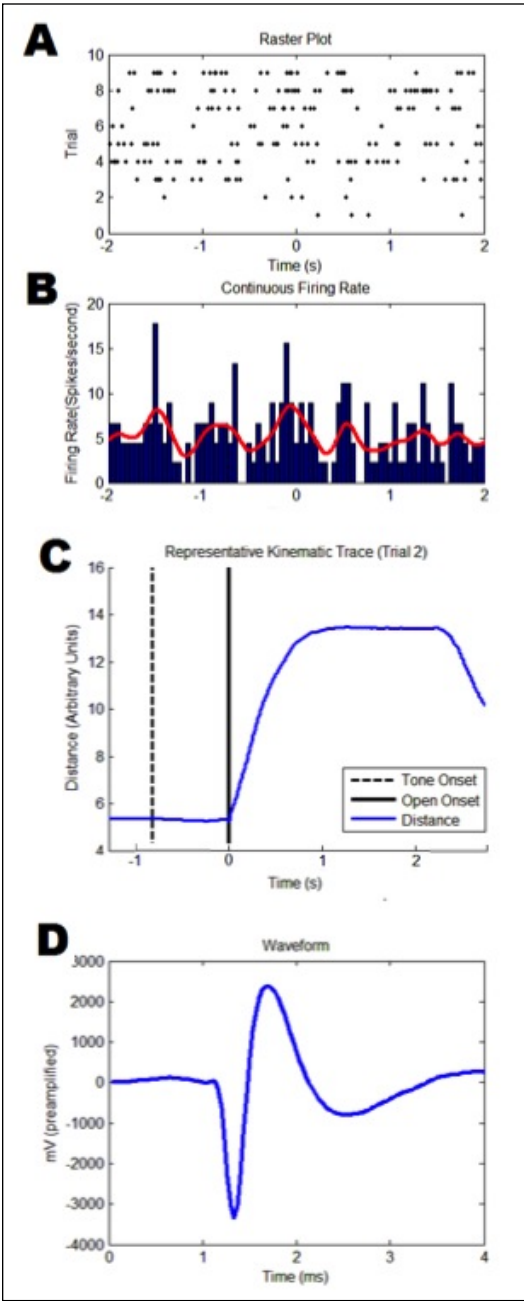 A
Raster Plot
10
8
6
4
2
0
Trial
-2 -1 0 1 2
Time (s)
B
Continuous Firing Rate
20
15
10
5
0
Firing Rate(Spikes/second)
-2 -1 0 1 2
C
Representative Kinematic Trace (Trial 2)
16
14
12
10
8
6
4
Distance (Arbitrary Units)
Tone Onset
Open Onset
Distance
-1 0 1 2
Time (s)
D
Waveform
3000
2000
1000
0
-1000
-2000
-3000
-4000
mV (preamplified)
0 1 2 3 4
Time (ms)